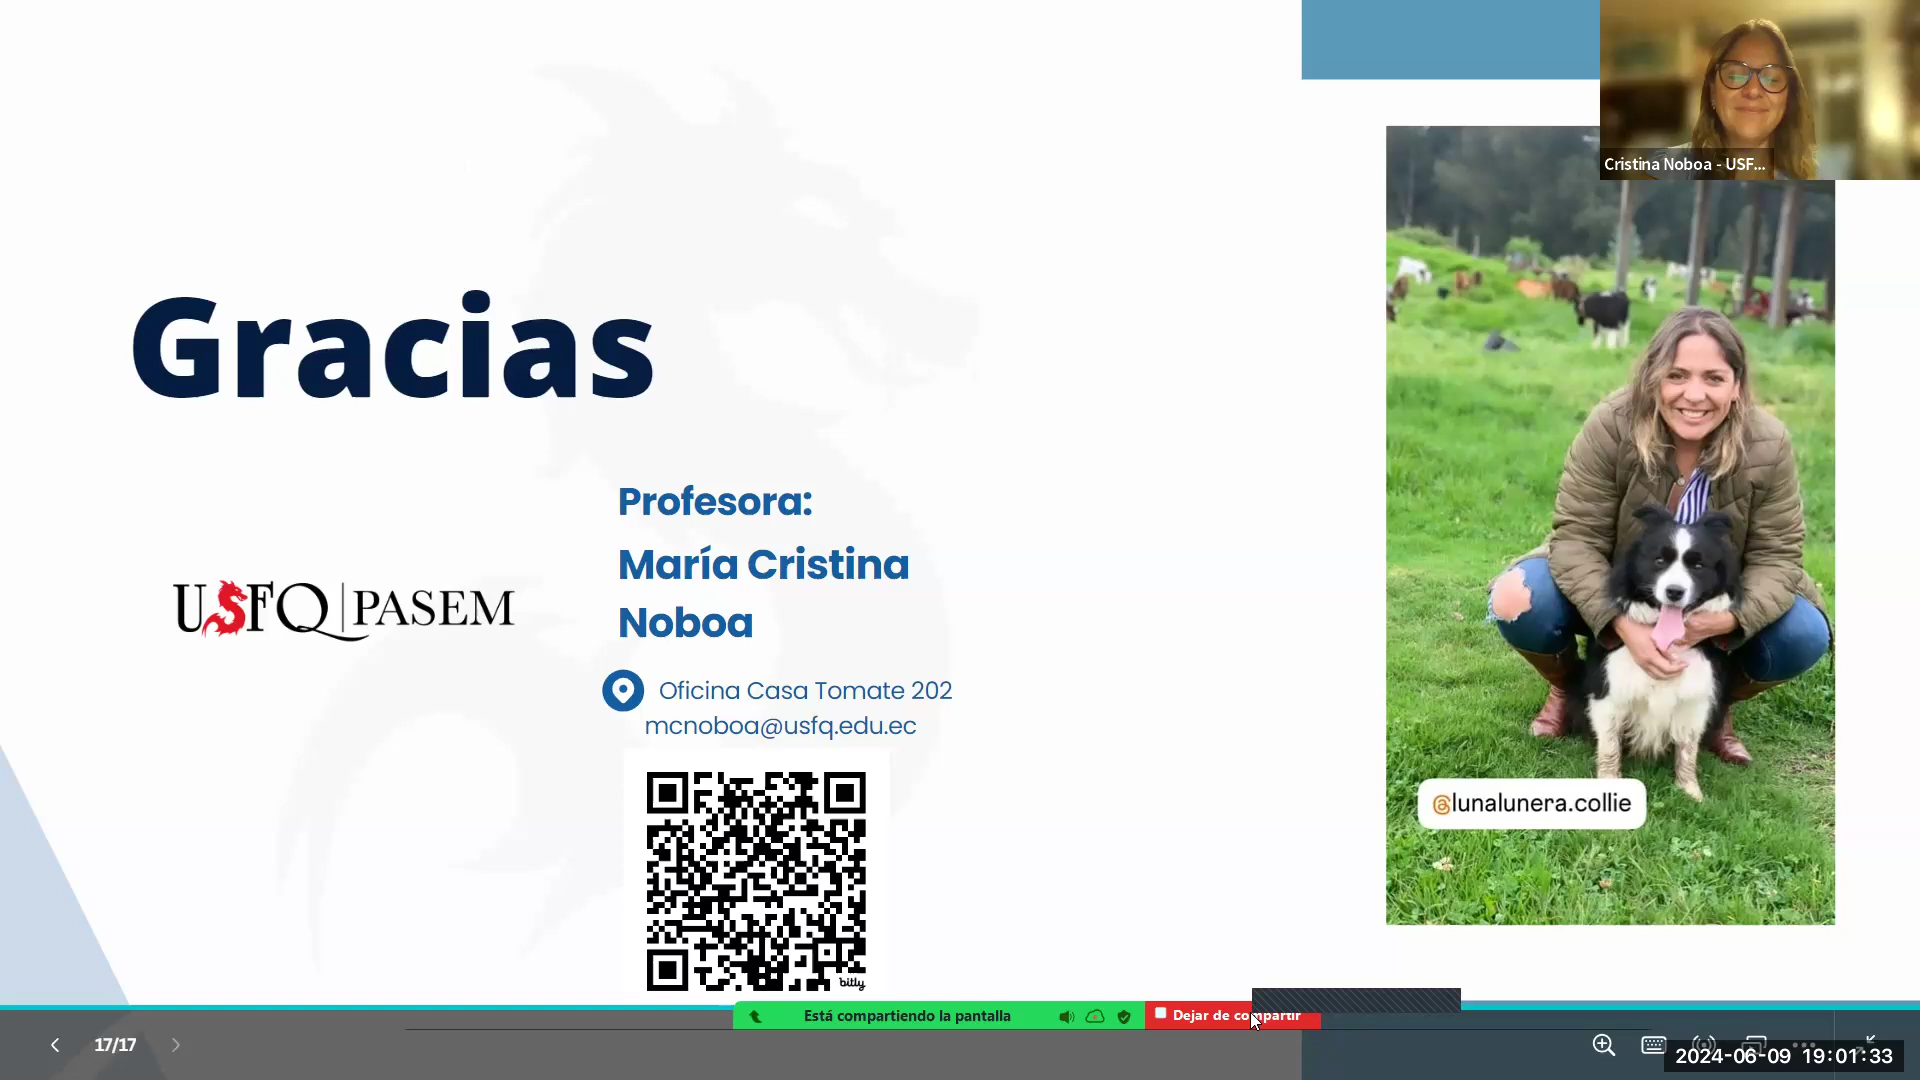 Cristina Noboa - USF...
Gracias
Profesora:
María Cristina
Noboa
USFQ | PASEM
Oficina Casa Tomate 202
mcnoboa@usfq.edu.ec
bitly
@lunalunera.collie
Está compartiendo la pantalla
Dejar de compartir
17/17
2024-06-09 19:01:33